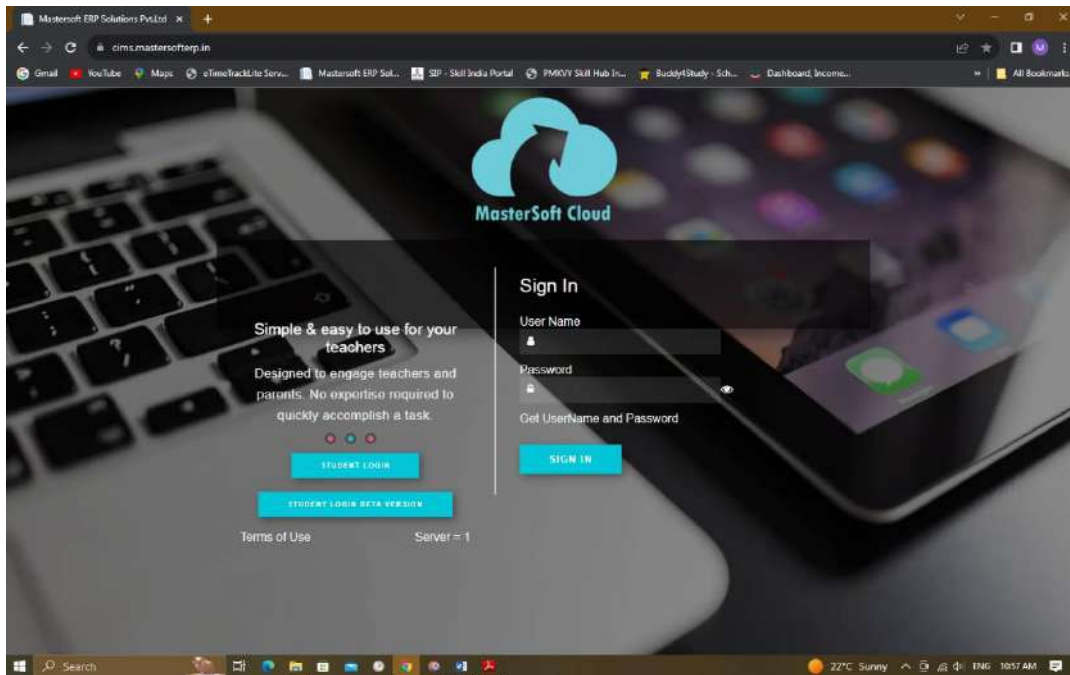 Mastersoft ERP Solutions Pvt.Ltd
cims.mastersofterp.in
Gmail
YouTube
Maps
eTimeTrackLite Serv...
Mastersoft ERP Sol...
SIP - Skill India Portal
PMKVY Skill Hub In...
Buddy4Study - Sch...
Dashboard, Income...
All Bookmarks
MasterSoft Cloud
Simple & easy to use for your
teachers
Designed to engage teachers and
parents. No expertise required to
quickly accomplish a task.
STUDENT LOGIN
STUDENT LOGIN BETA VERSION
Terms of Use
Server = 1
Sign In
User Name
Password
Get UserName and Password
SIGN IN
Search
22°C Sunny
ENG
10:57 AM